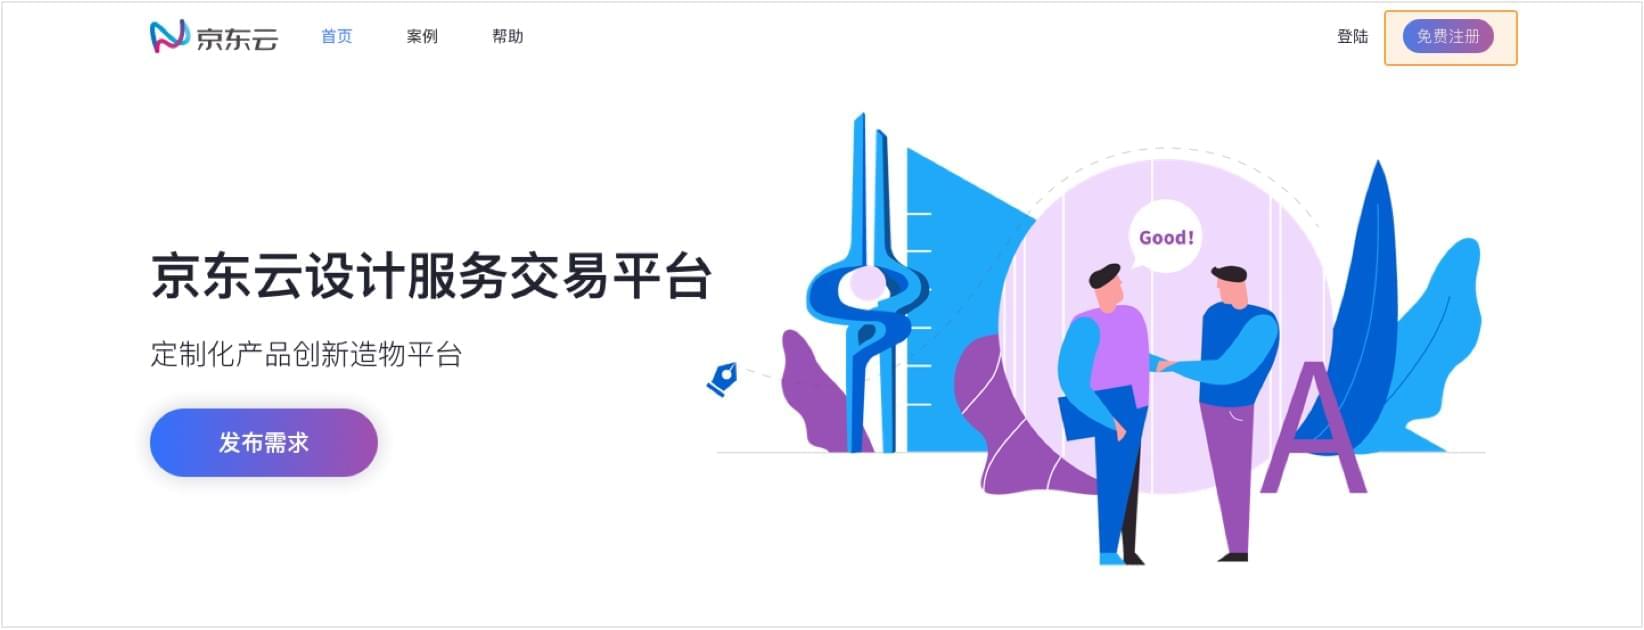 京东云 首页 案例 帮助 登陆 免费注册
Good!
京东云设计服务交易平台
定制化产品创新造物平台
发布需求
A